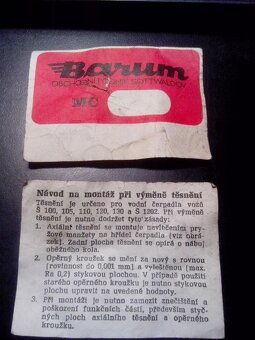 Barum
OBCHODNÍ PODNIK GOTTWALDOV
MC
Návod na montáž při výměně těsnění
Těsnění je určeno pro vodní čerpadla vozů
Š 100, 105, 110, 120, 130 a Š 1202. Při výměně
těsnění je nutno dodržet tyto zásady:
1. Axiální těsnění se montuje navléčením pry-
žové manžety na hřídel čerpadla (viz obrá-
zek). Zadní plocha těsnění se opírá o náboj
oběžného kola.
2. Opěrný kroužek se mění za nový s rovnou
(rovinnost do 0,001 mm) a vyleštěnou (max.
Ra 0,2) stykovou plochou. V případě použití
starého opěrného kroužku je nutno stykovou
plochu upravit na uvedené hodnoty.
3. Při montáži je nutno zamezit znečištění a
poškození funkčních částí, především styč-
ných ploch axiálního těsnění a opěrného
kroužku.